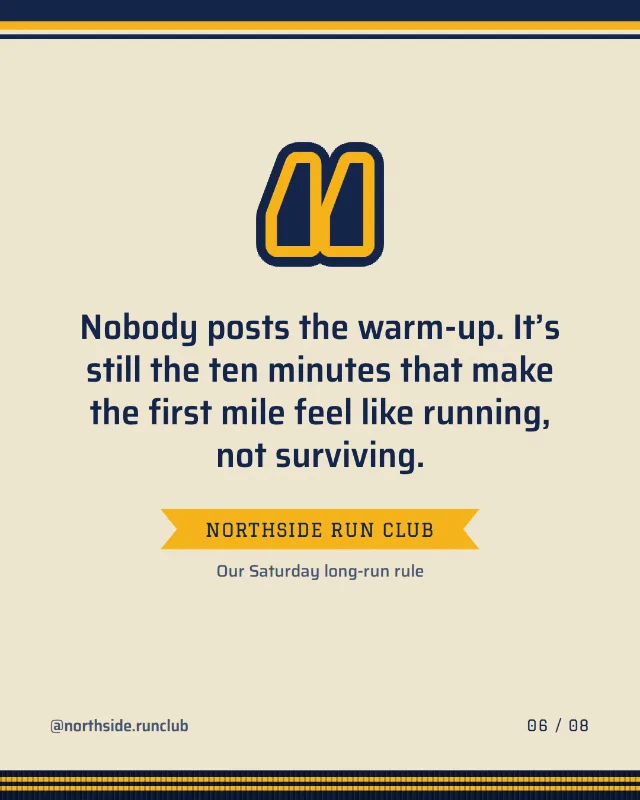 “
Nobody posts the warm-up. It’s
still the ten minutes that make
the first mile feel like running,
not surviving.
NORTHSIDE RUN CLUB
Our Saturday long-run rule
@northside.runclub
06 / 08